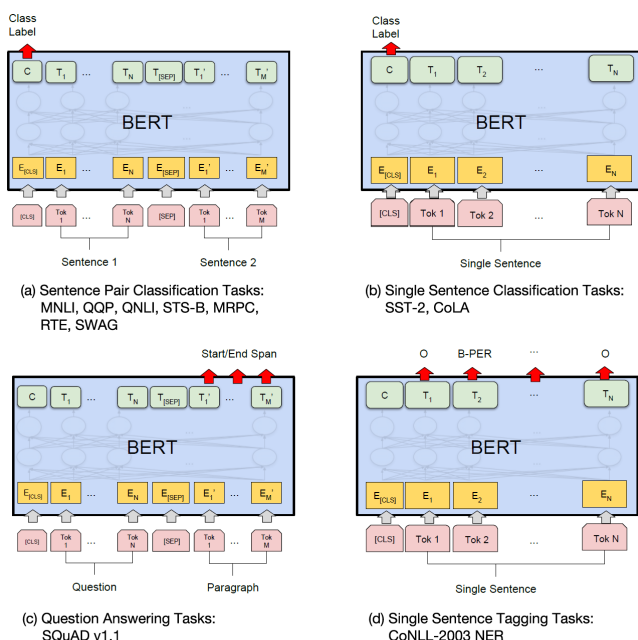 Class
Label
C T1 ... TN T[SEP] T1' ... TM'
BERT
E[CLS] E1 ... EN E[SEP] E1' ... EM'
[CLS] Tok 1 ... Tok N [SEP] Tok 1 ... Tok M
Sentence 1 Sentence 2
(a) Sentence Pair Classification Tasks:
MNLI, QQP, QNLI, STS-B, MRPC,
RTE, SWAG
Class
Label
C T1 T2 ... TN
BERT
E[CLS] E1 E2 ... EN
[CLS] Tok 1 Tok 2 ... Tok N
Single Sentence
(b) Single Sentence Classification Tasks:
SST-2, CoLA
Start/End Span
C T1 ... TN T[SEP] T1' ... TM'
BERT
E[CLS] E1 ... EN E[SEP] E1' ... EM'
[CLS] Tok 1 ... Tok N [SEP] Tok 1 ... Tok M
Question Paragraph
(c) Question Answering Tasks:
SQuAD v1.1
O B-PER ... O
C T1 T2 ... TN
BERT
E[CLS] E1 E2 ... EN
[CLS] Tok 1 Tok 2 ... Tok N
Single Sentence
(d) Single Sentence Tagging Tasks:
CoNLL-2003 NER